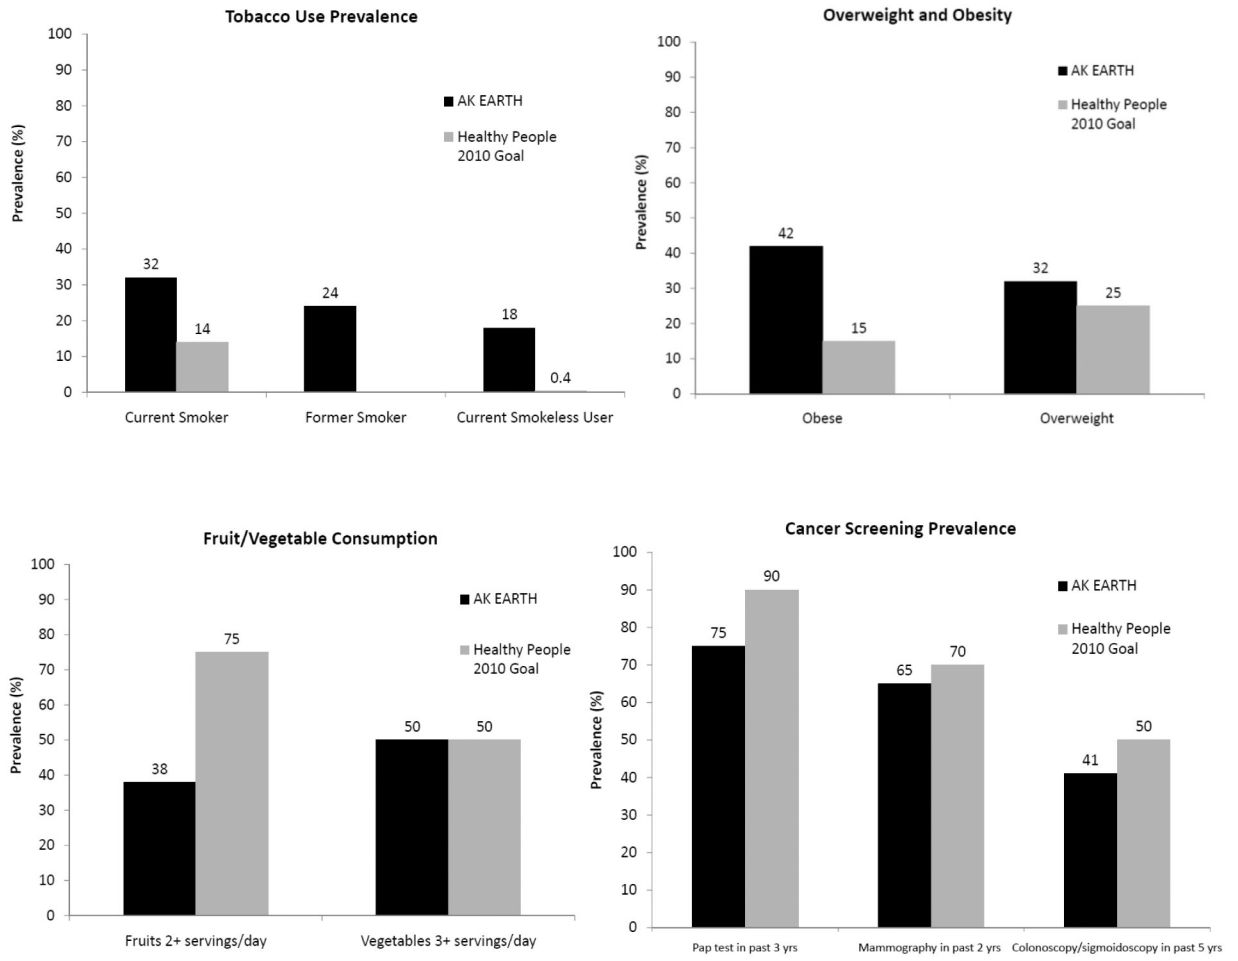 Tobacco Use Prevalence
100
90
80
70
60
50
40
30
20
10
0
Prevalence (%)
AK EARTH
Healthy People
2010 Goal
32
14
24
18
0.4
Current Smoker
Former Smoker
Current Smokeless User
Overweight and Obesity
100
90
80
70
60
50
40
30
20
10
0
Prevalence (%)
AK EARTH
Healthy People
2010 Goal
42
15
32
25
Obese
Overweight
Fruit/Vegetable Consumption
100
90
80
70
60
50
40
30
20
10
0
Prevalence (%)
AK EARTH
Healthy People
2010 Goal
38
75
50
50
Fruits 2+ servings/day
Vegetables 3+ servings/day
Cancer Screening Prevalence
100
90
80
70
60
50
40
30
20
10
0
Prevalence (%)
AK EARTH
Healthy People
2010 Goal
75
90
65
70
41
50
Pap test in past 3 yrs
Mammography in past 2 yrs
Colonoscopy/sigmoidoscopy in past 5 yrs